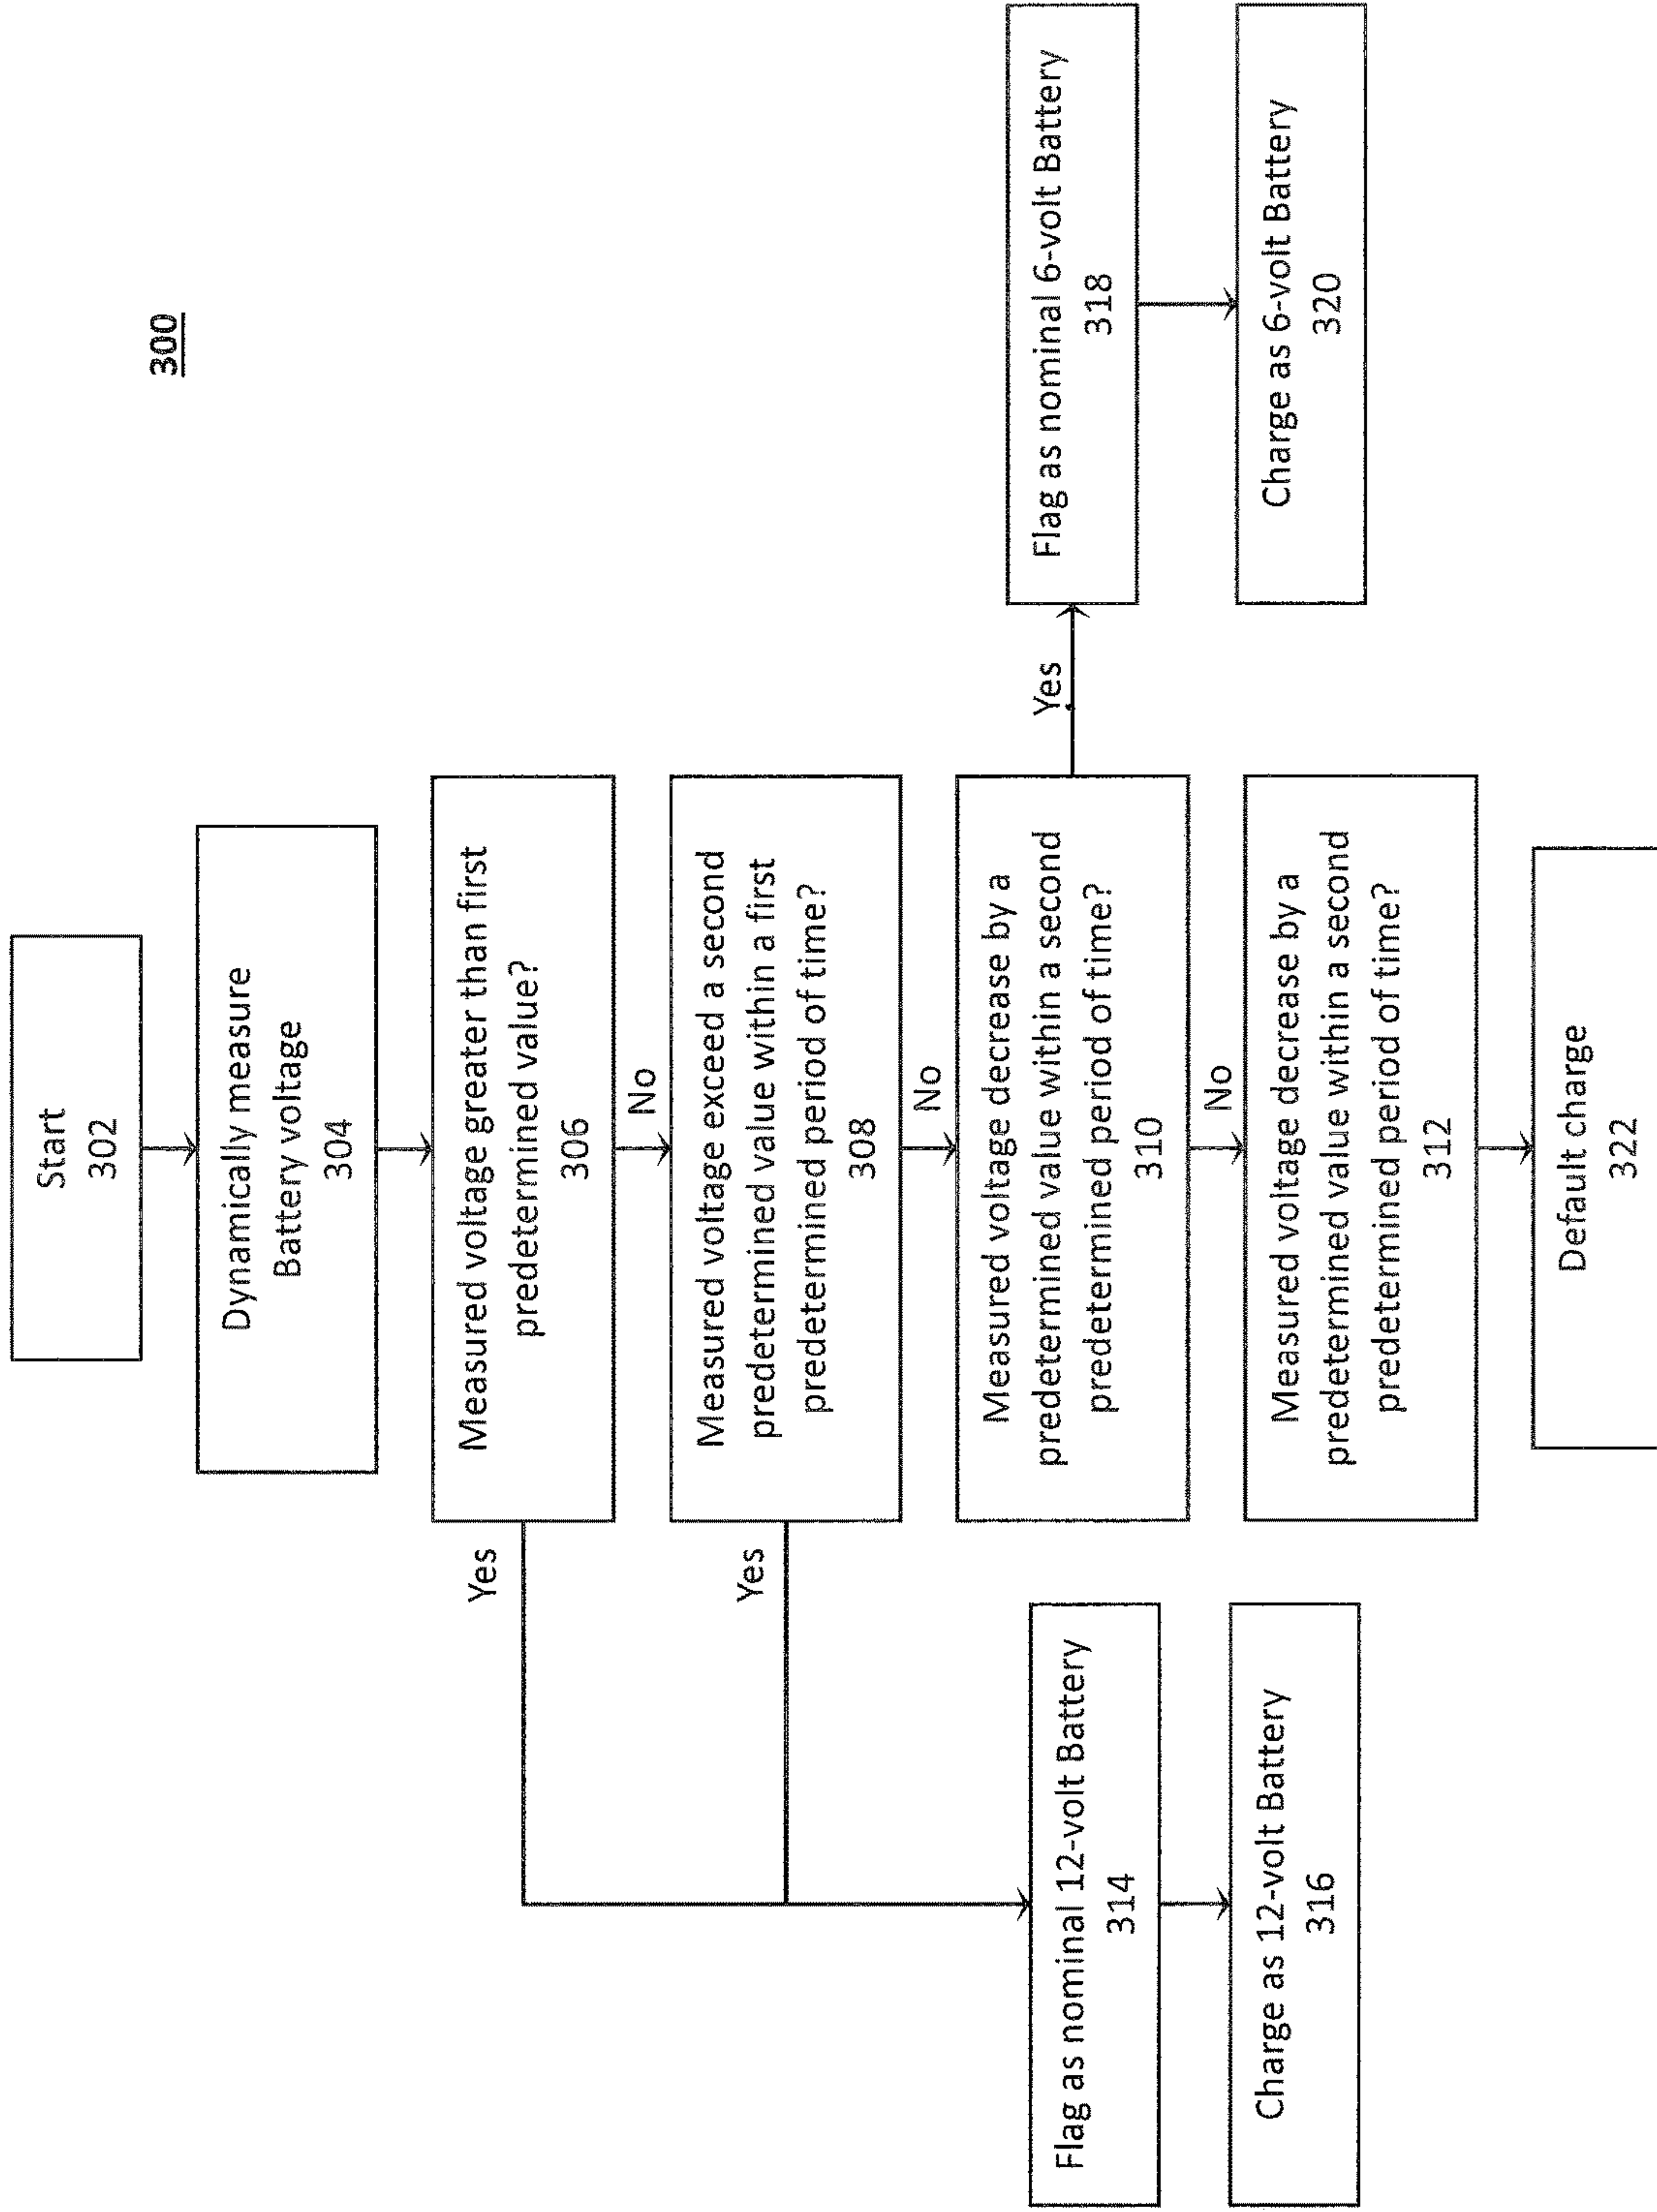 300
Start
302
Dynamically measure
Battery voltage
304
Measured voltage greater than first
predetermined value?
306
Yes
No
Measured voltage exceed a second
predetermined value within a first
predetermined period of time?
308
Yes
No
Measured voltage decrease by a
predetermined value within a second
predetermined period of time?
310
Yes
No
Measured voltage decrease by a
predetermined value within a second
predetermined period of time?
312
Default charge
322
Flag as nominal 12-volt Battery
314
Charge as 12-volt Battery
316
Flag as nominal 6-volt Battery
318
Charge as 6-volt Battery
320